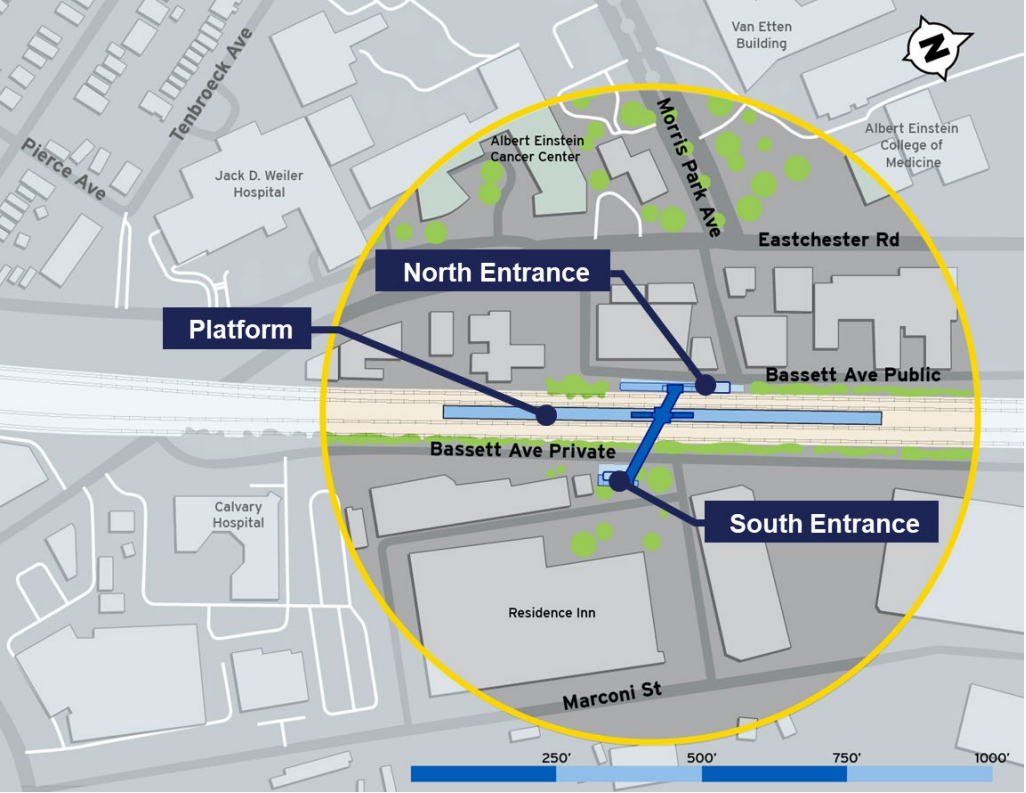 Van Etten
Building
N
Tenbroeck Ave
Morris Park Ave
Albert Einstein
College of
Medicine
Albert Einstein
Cancer Center
Pierce Ave
Jack D. Weiler
Hospital
Eastchester Rd
North Entrance
Platform
Bassett Ave Public
Bassett Ave Private
Calvary
Hospital
South Entrance
Residence Inn
Marconi St
250' 500' 750' 1000'